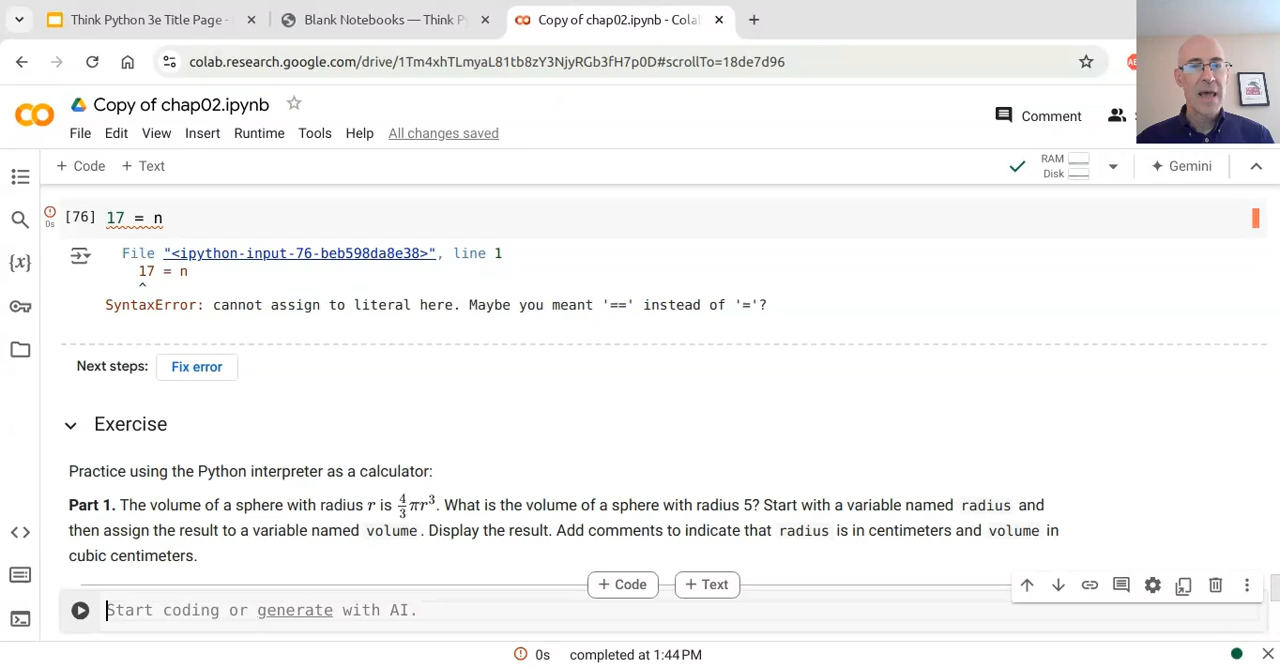 Think Python 3e Title Page -
Blank Notebooks — Think P
Copy of chap02.ipynb - Cola
colab.research.google.com/drive/1Tm4xhTLmyaL81tb8zY3NjyRGb3fH7p0D#scrollTo=18de7d96
Copy of chap02.ipynb
File Edit View Insert Runtime Tools Help All changes saved
Comment
+ Code + Text
RAM
Disk
Gemini
[76] 17 = n
0s
File "<ipython-input-76-beb598da8e38>", line 1
17 = n
^
SyntaxError: cannot assign to literal here. Maybe you meant '==' instead of '='?
Next steps: Fix error
Exercise
Practice using the Python interpreter as a calculator:
Part 1. The volume of a sphere with radius r is 4/3 πr³. What is the volume of a sphere with radius 5? Start with a variable named radius and
then assign the result to a variable named volume. Display the result. Add comments to indicate that radius is in centimeters and volume in
cubic centimeters.
+ Code + Text
Start coding or generate with AI.
0s completed at 1:44 PM